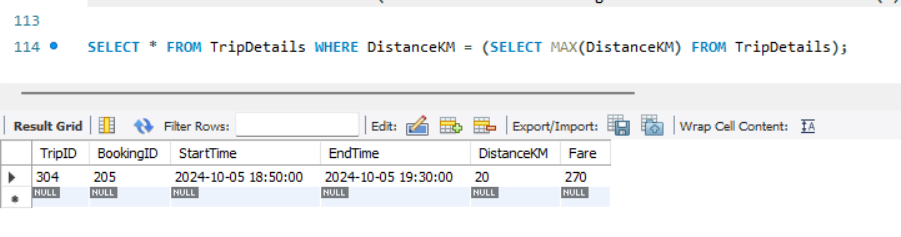 113
114 SELECT * FROM TripDetails WHERE DistanceKM = (SELECT MAX(DistanceKM) FROM TripDetails);
Result Grid Filter Rows: Edit: Export/Import: Wrap Cell Content: IA
TripID BookingID StartTime EndTime DistanceKM Fare
304 205 2024-10-05 18:50:00 2024-10-05 19:30:00 20 270
NULL NULL NULL NULL NULL NULL